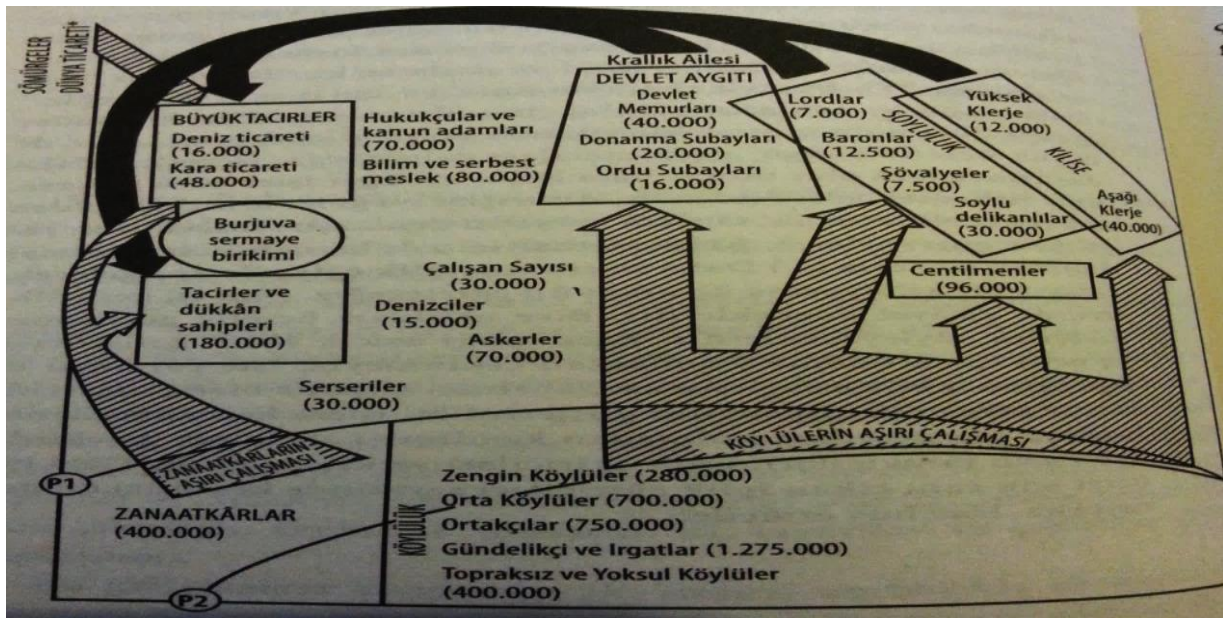 SÖMÜRGELER
DÜNYA TİCARETİ*
BÜYÜK TACIRLER
Deniz ticareti
(16.000)
Kara ticareti
(48.000)
Hukukçular ve
kanun adamları
(70.000)
Bilim ve serbest
meslek (80.000)
Krallık Ailesi
DEVLET AYGITI
Devlet
Memurları
(40.000)
Donanma Subayları
(20.000)
Ordu Subayları
(16.000)
Lordlar
(7.000)
Baronlar
(12.500)
Şövalyeler
(7.500)
Soylu
delikanlılar
(30.000)
SOYLULUK
Yüksek
Klerje
(12.000)
KİLİSE
Aşağı
Klerje
(40.000)
Burjuva
sermaye
birikimi
Tacirler ve
dükkân
sahipleri
(180.000)
Çalışan Sayısı
(30.000)
Denizciler
(15.000)
Askerler
(70.000)
Serseriler
(30.000)
Centilmenler
(96.000)
ZANAATKARLARIN
AŞIRI ÇALIŞMASI
KÖYLÜLERİN AŞIRI ÇALIŞMASI
P1
ZANAATKÂRLAR
(400.000)
P2
KÖYLÜLÜK
Zengin Köylüler (280.000)
Orta Köylüler (700.000)
Ortakçılar (750.000)
Gündelikçi ve Irgatlar (1.275.000)
Topraksız ve Yoksul Köylüler
(400.000)